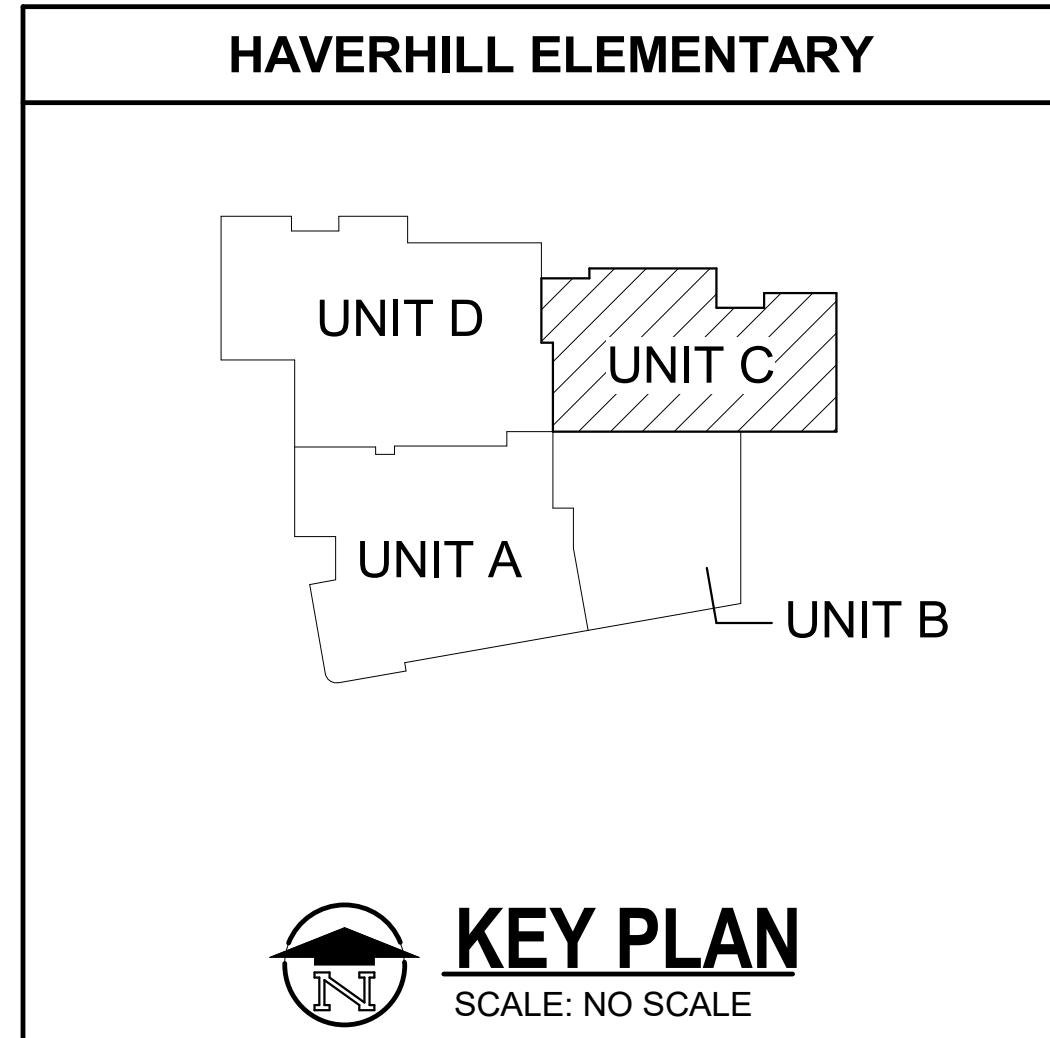 HAVERHILL ELEMENTARY
UNIT D
UNIT C
UNIT A
UNIT B
N
KEY PLAN
SCALE: NO SCALE